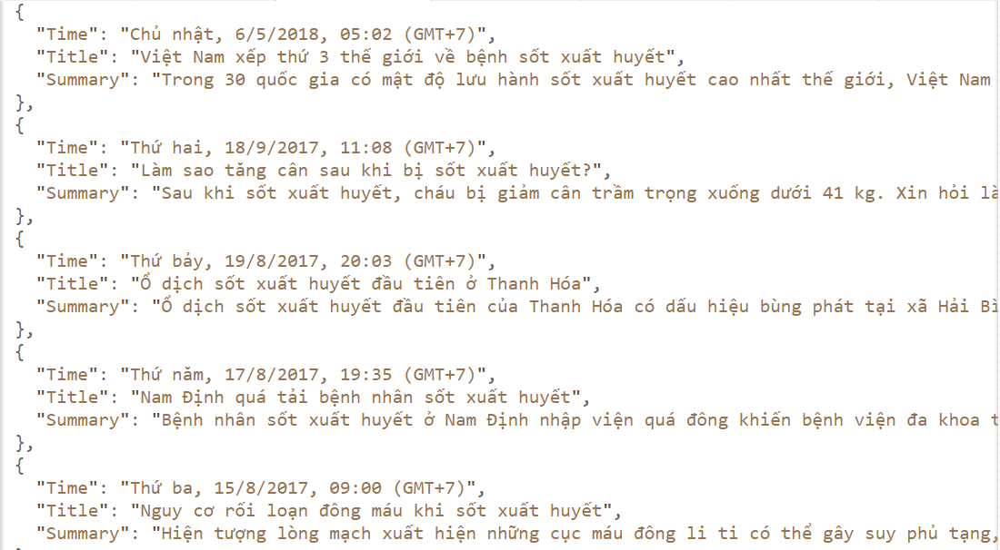 {
"Time": "Chủ nhật, 6/5/2018, 05:02 (GMT+7)",
"Title": "Việt Nam xếp thứ 3 thế giới về bệnh sốt xuất huyết",
"Summary": "Trong 30 quốc gia có mật độ lưu hành sốt xuất huyết cao nhất thế giới, Việt Nam
},
{
"Time": "Thứ hai, 18/9/2017, 11:08 (GMT+7)",
"Title": "Làm sao tăng cân sau khi bị sốt xuất huyết?",
"Summary": "Sau khi sốt xuất huyết, cháu bị giảm cân trầm trọng xuống dưới 41 kg. Xin hỏi là
},
{
"Time": "Thứ bảy, 19/8/2017, 20:03 (GMT+7)",
"Title": "Ổ dịch sốt xuất huyết đầu tiên ở Thanh Hóa",
"Summary": "Ổ dịch sốt xuất huyết đầu tiên của Thanh Hóa có dấu hiệu bùng phát tại xã Hải Bì
},
{
"Time": "Thứ năm, 17/8/2017, 19:35 (GMT+7)",
"Title": "Nam Định quá tải bệnh nhân sốt xuất huyết",
"Summary": "Bệnh nhân sốt xuất huyết ở Nam Định nhập viện quá đông khiến bệnh viện đa khoa t
},
{
"Time": "Thứ ba, 15/8/2017, 09:00 (GMT+7)",
"Title": "Nguy cơ rối loạn đông máu khi sốt xuất huyết",
"Summary": "Hiện tượng lòng mạch xuất hiện những cục máu đông li ti có thể gây suy phủ tạng,